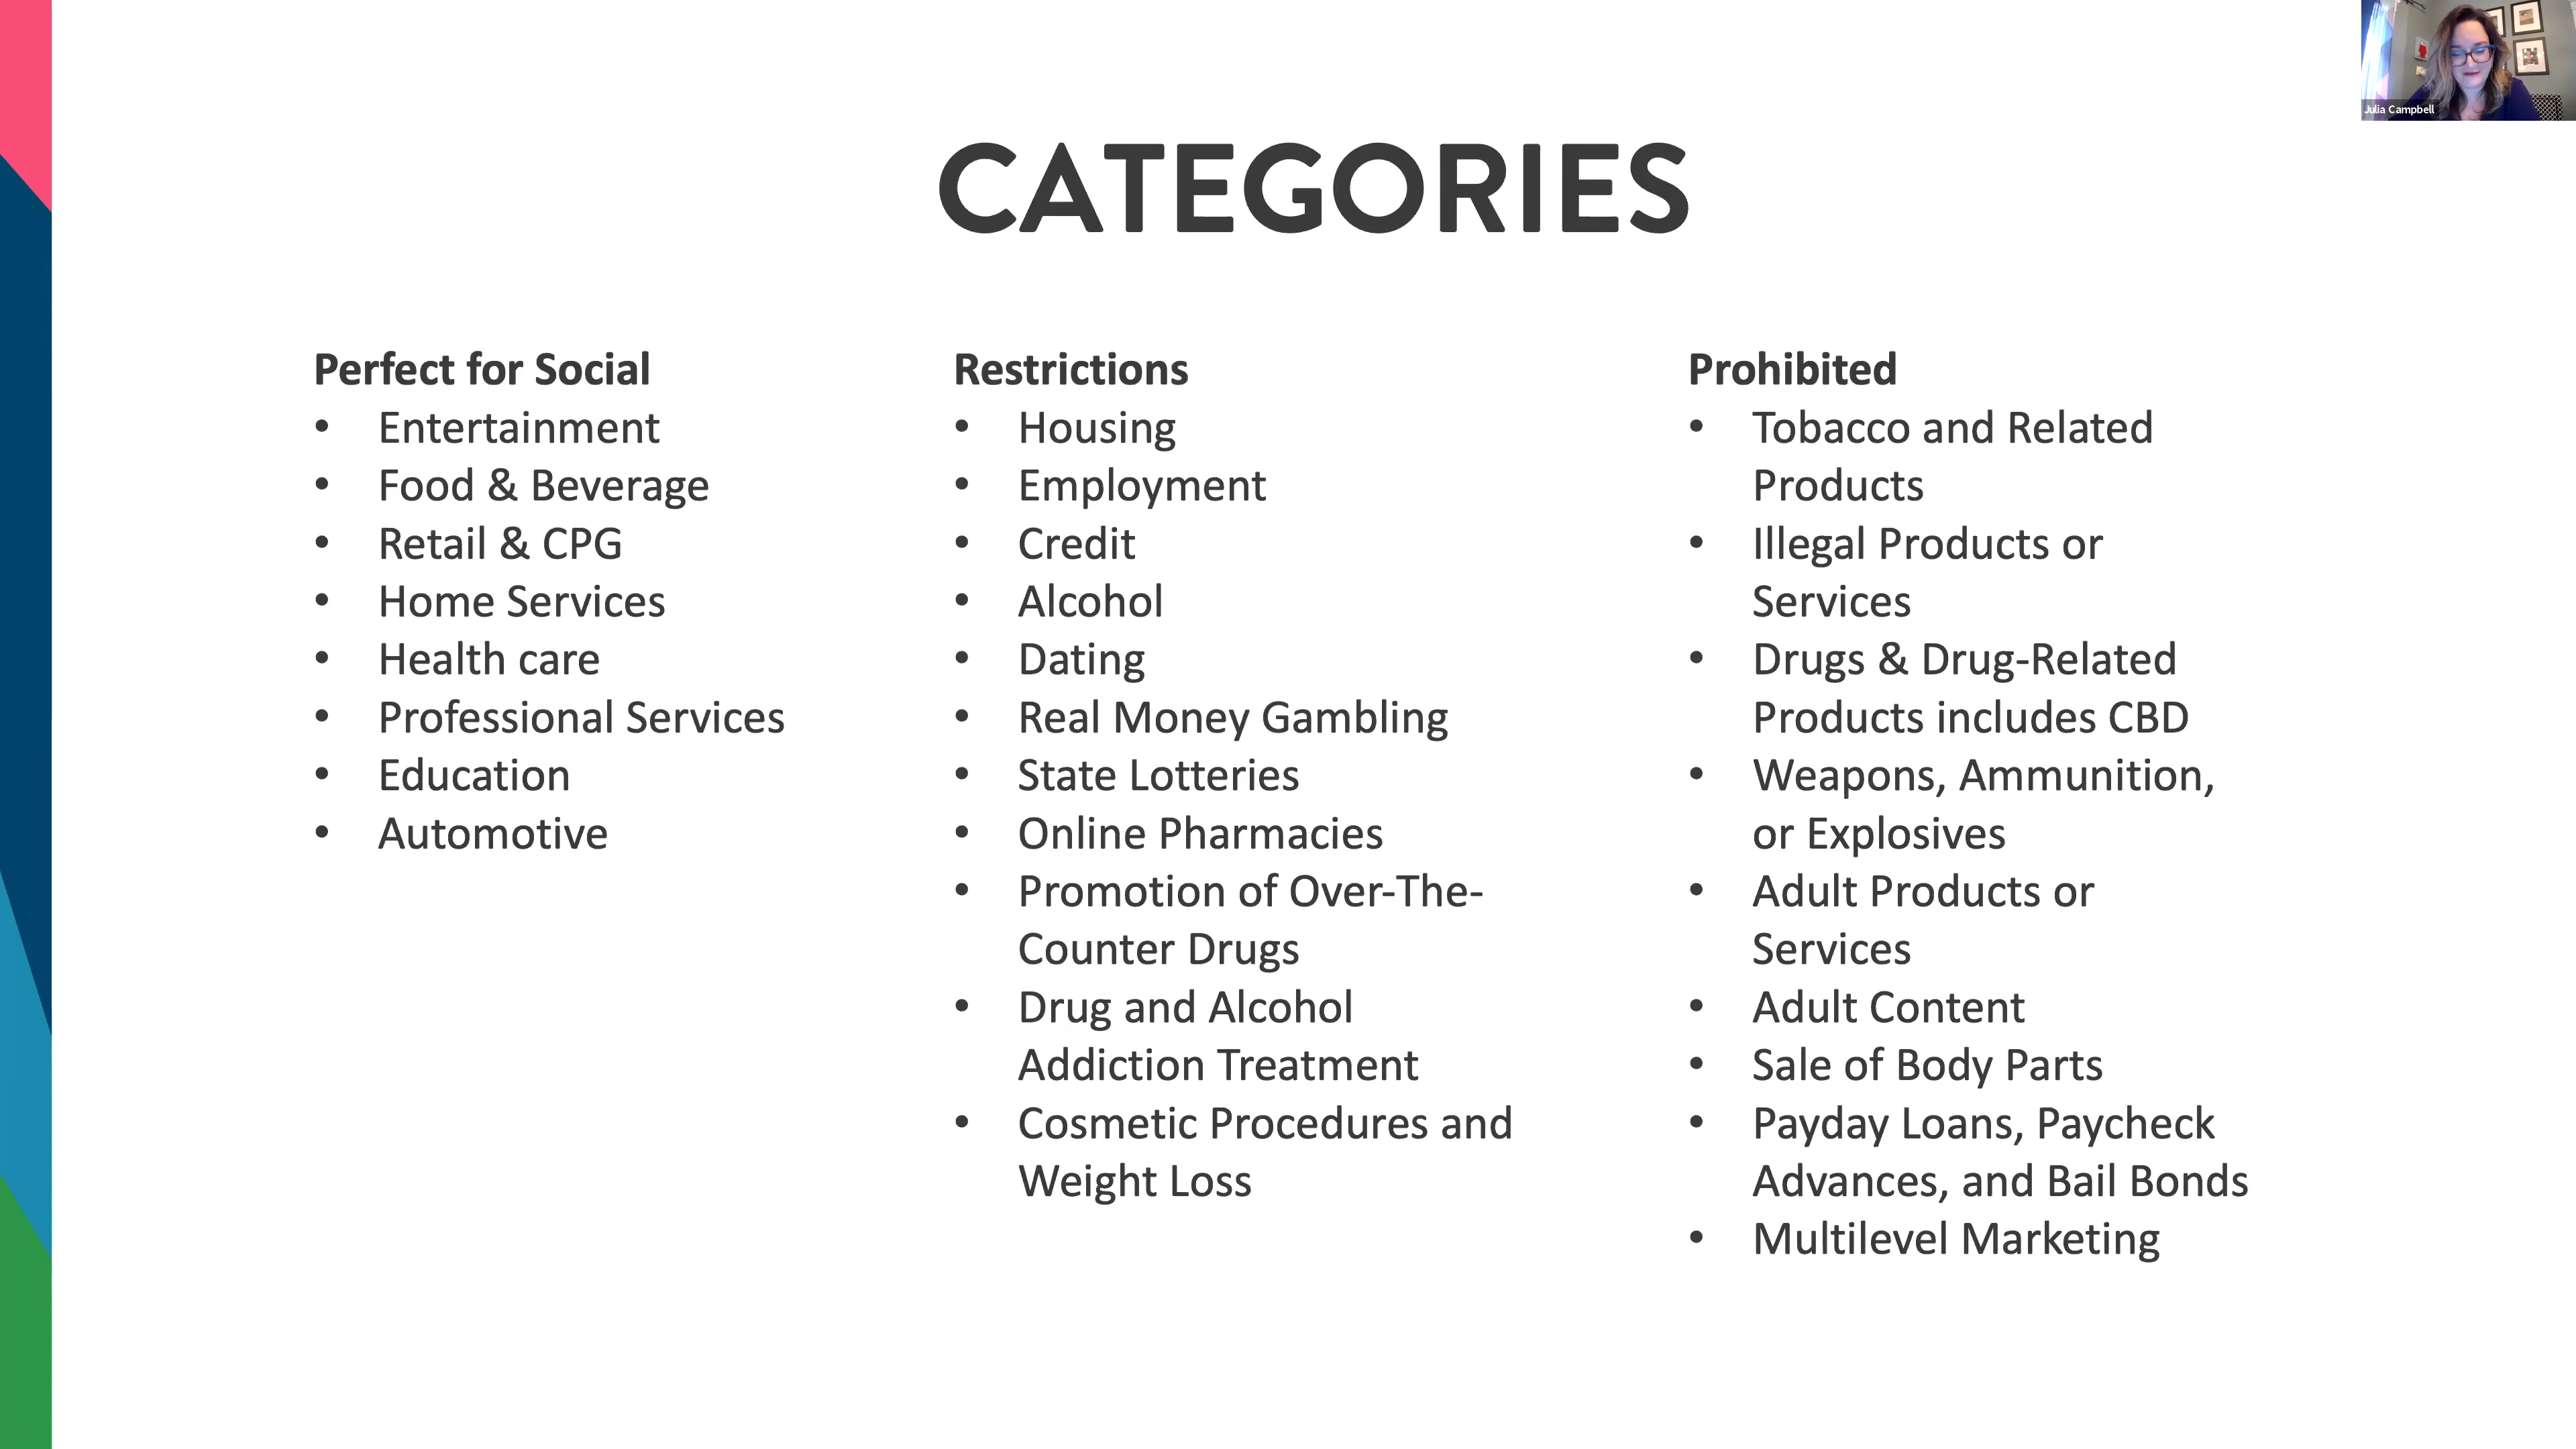 Julia Campbell
CATEGORIES
Perfect for Social
• Entertainment
• Food & Beverage
• Retail & CPG
• Home Services
• Health care
• Professional Services
• Education
• Automotive
Restrictions
• Housing
• Employment
• Credit
• Alcohol
• Dating
• Real Money Gambling
• State Lotteries
• Online Pharmacies
• Promotion of Over-The-
Counter Drugs
• Drug and Alcohol
Addiction Treatment
• Cosmetic Procedures and
Weight Loss
Prohibited
• Tobacco and Related
Products
• Illegal Products or
Services
• Drugs & Drug-Related
Products includes CBD
• Weapons, Ammunition,
or Explosives
• Adult Products or
Services
• Adult Content
• Sale of Body Parts
• Payday Loans, Paycheck
Advances, and Bail Bonds
• Multilevel Marketing